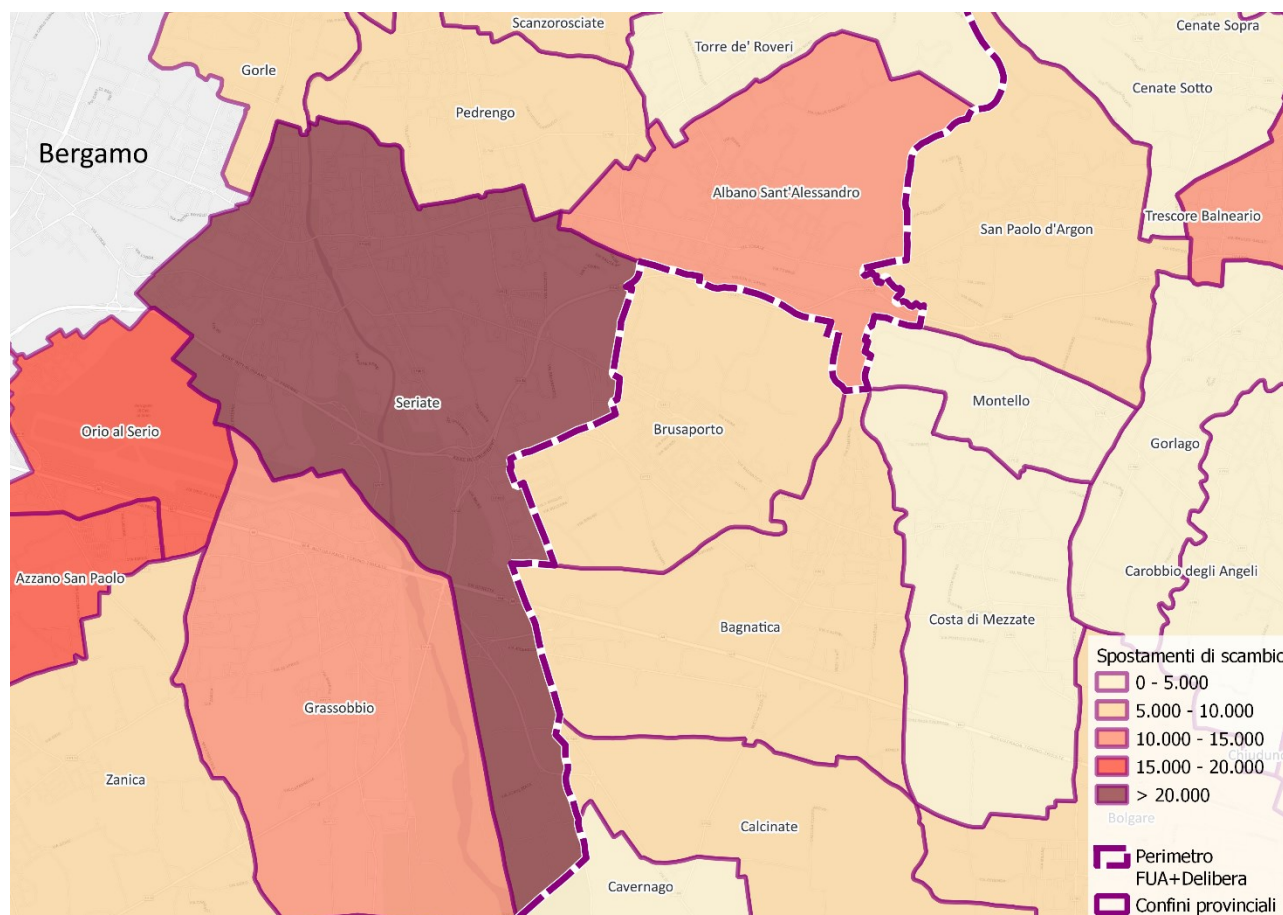 Scanzorosciate
Cenate Sopra
Torre de' Roveri
Gorle
Cenate Sotto
Pedrengo
Bergamo
Albano Sant'Alessandro
Trescore Balneario
San Paolo d'Argon
Montello
Seriate
Brusaporto
Orio al Serio
Gorlago
Carobbio degli Angeli
Azzano San Paolo
Costa di Mezzate
Bagnatica
Spostamenti di scambio
0 - 5.000
5.000 - 10.000
10.000 - 15.000
15.000 - 20.000
> 20.000
Grassobbio
Chiuduno
Zanica
Bolgare
Calcinate
Perimetro
FUA+Delibera
Cavernago
Confini provinciali